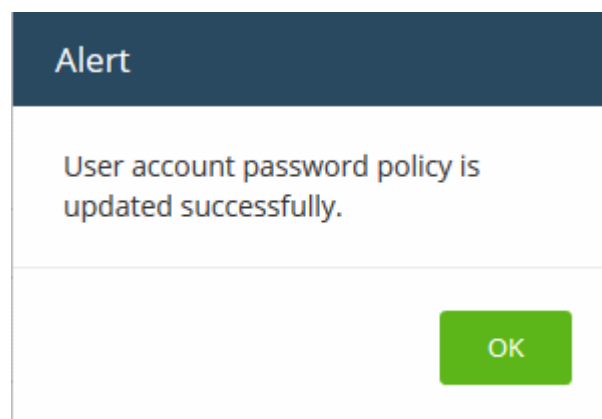 Alert
User account password policy is
updated successfully.
OK